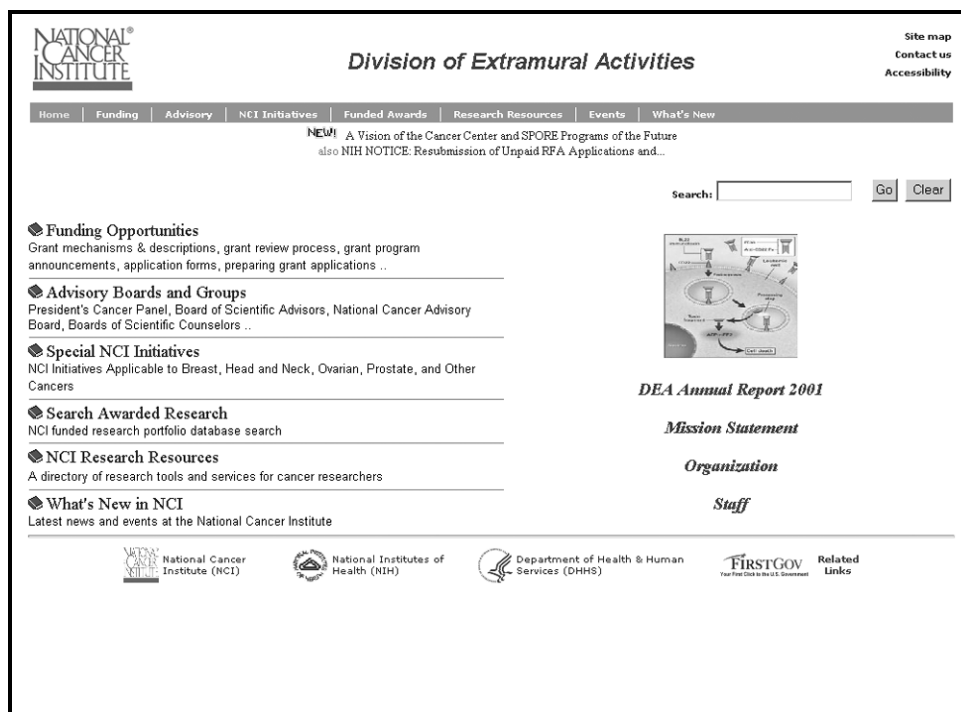 NATIONAL®
CANCER
INSTITUTE
Division of Extramural Activities
Site map
Contact us
Accessibility
Home | Funding | Advisory | NCI Initiatives | Funded Awards | Research Resources | Events | What's New
NEW! A Vision of the Cancer Center and SPORE Programs of the Future
also NIH NOTICE: Resubmission of Unpaid RFA Applications and...
Search: Go Clear
Funding Opportunities
Grant mechanisms & descriptions, grant review process, grant program
announcements, application forms, preparing grant applications ..
Advisory Boards and Groups
President's Cancer Panel, Board of Scientific Advisors, National Cancer Advisory
Board, Boards of Scientific Counselors ..
Special NCI Initiatives
NCI Initiatives Applicable to Breast, Head and Neck, Ovarian, Prostate, and Other
Cancers
Search Awarded Research
NCI funded research portfolio database search
NCI Research Resources
A directory of research tools and services for cancer researchers
What's New in NCI
Latest news and events at the National Cancer Institute
Cell death
DEA Annual Report 2001
Mission Statement
Organization
Staff
NATIONAL
CANCER
INSTITUTE
National Cancer
Institute (NCI)
National Institutes of
Health (NIH)
Department of Health & Human
Services (DHHS)
FIRSTGOV
Your First Click to the U.S. Government
Related
Links